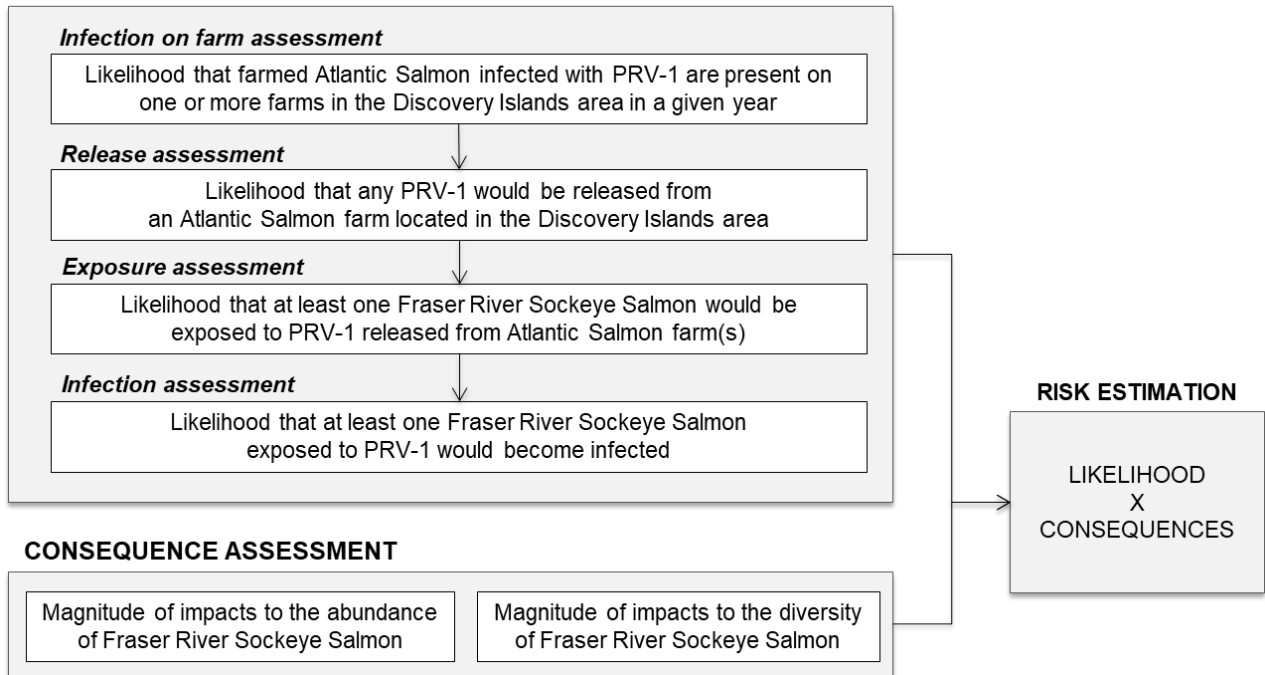 Infection on farm assessment
Likelihood that farmed Atlantic Salmon infected with PRV-1 are present on
one or more farms in the Discovery Islands area in a given year
Release assessment
Likelihood that any PRV-1 would be released from
an Atlantic Salmon farm located in the Discovery Islands area
Exposure assessment
Likelihood that at least one Fraser River Sockeye Salmon would be
exposed to PRV-1 released from Atlantic Salmon farm(s)
Infection assessment
Likelihood that at least one Fraser River Sockeye Salmon
exposed to PRV-1 would become infected
CONSEQUENCE ASSESSMENT
Magnitude of impacts to the abundance
of Fraser River Sockeye Salmon
Magnitude of impacts to the diversity
of Fraser River Sockeye Salmon
RISK ESTIMATION
LIKELIHOOD
X
CONSEQUENCES